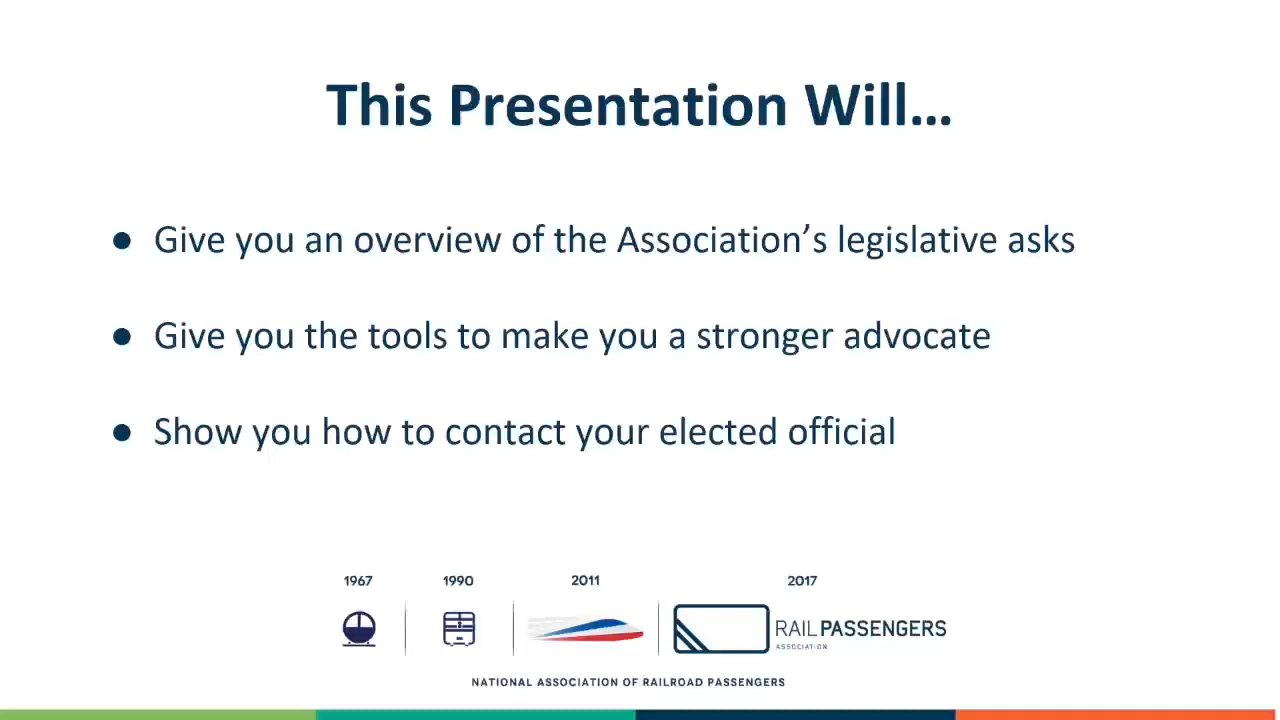 This Presentation Will…
● Give you an overview of the Association’s legislative asks
● Give you the tools to make you a stronger advocate
● Show you how to contact your elected official
1967 1990 2011 2017
RAILPASSENGERS
ASSOCIATION
NATIONAL ASSOCIATION OF RAILROAD PASSENGERS